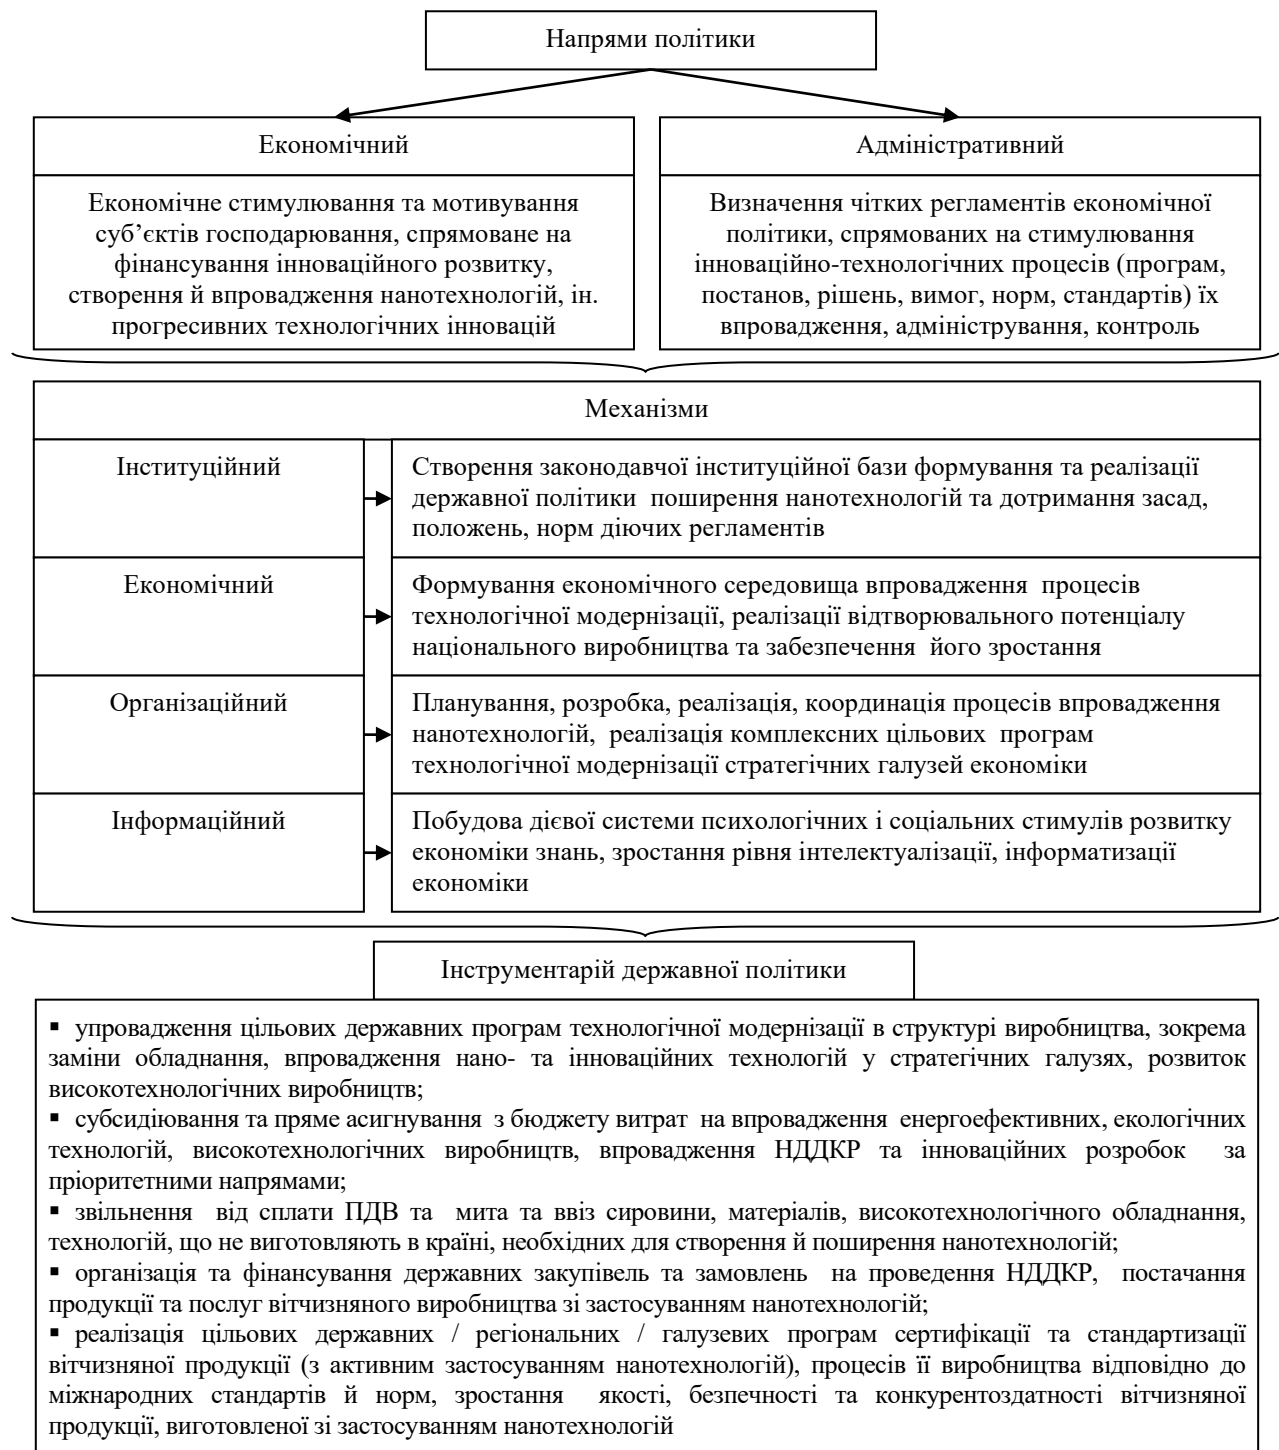 Напрями політики
Економічний
Економічне стимулювання та мотивування
суб’єктів господарювання, спрямоване на
фінансування інноваційного розвитку,
створення й впровадження нанотехнологій, ін.
прогресивних технологічних інновацій
Адміністративний
Визначення чітких регламентів економічної
політики, спрямованих на стимулювання
інноваційно-технологічних процесів (програм,
постанов, рішень, вимог, норм, стандартів) їх
впровадження, адміністрування, контроль
Механізми
Інституційний
Створення законодавчої інституційної бази формування та реалізації
державної політики поширення нанотехнологій та дотримання засад,
положень, норм діючих регламентів
Економічний
Формування економічного середовища впровадження процесів
технологічної модернізації, реалізації відтворювального потенціалу
національного виробництва та забезпечення його зростання
Організаційний
Планування, розробка, реалізація, координація процесів впровадження
нанотехнологій, реалізація комплексних цільових програм
технологічної модернізації стратегічних галузей економіки
Інформаційний
Побудова дієвої системи психологічних і соціальних стимулів розвитку
економіки знань, зростання рівня інтелектуалізації, інформатизації
економіки
Інструментарій державної політики
▪ упровадження цільових державних програм технологічної модернізації в структурі виробництва, зокрема
заміни обладнання, впровадження нано- та інноваційних технологій у стратегічних галузях, розвиток
високотехнологічних виробництв;
▪ субсидіювання та пряме асигнування з бюджету витрат на впровадження енергоефективних, екологічних
технологій, високотехнологічних виробництв, впровадження НДДКР та інноваційних розробок за
пріоритетними напрямами;
▪ звільнення від сплати ПДВ та мита та ввіз сировини, матеріалів, високотехнологічного обладнання,
технологій, що не виготовляють в країні, необхідних для створення й поширення нанотехнологій;
▪ організація та фінансування державних закупівель та замовлень на проведення НДДКР, постачання
продукції та послуг вітчизняного виробництва зі застосуванням нанотехнологій;
▪ реалізація цільових державних / регіональних / галузевих програм сертифікації та стандартизації
вітчизняної продукції (з активним застосуванням нанотехнологій), процесів її виробництва відповідно до
міжнародних стандартів й норм, зростання якості, безпечності та конкурентоздатності вітчизняної
продукції, виготовленої зі застосуванням нанотехнологій